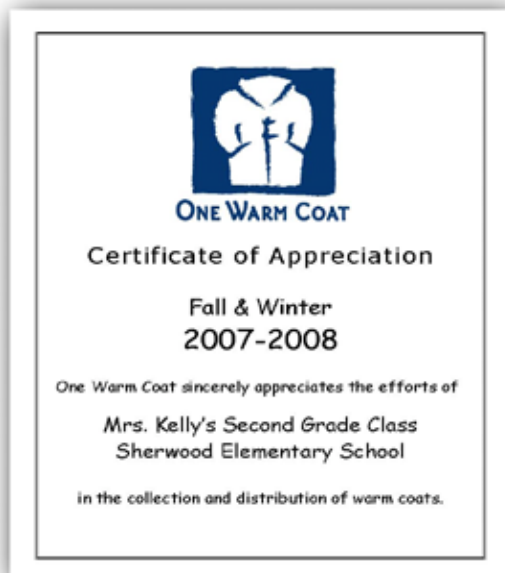 ONE WARM COAT
Certificate of Appreciation
Fall & Winter
2007-2008
One Warm Coat sincerely appreciates the efforts of
Mrs. Kelly's Second Grade Class
Sherwood Elementary School
in the collection and distribution of warm coats.